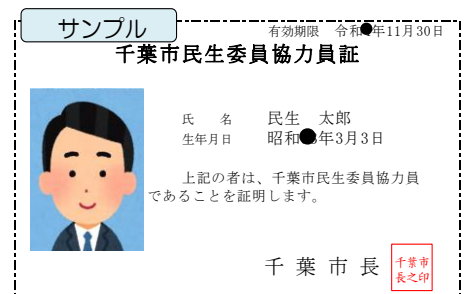 サンプル
有効期限 令和●年11月30日
千葉市民生委員協力員証
氏 名 民生 太郎
生年月日 昭和●年3月3日
上記の者は、千葉市民生委員協力員
であることを証明します。
千葉市長
千葉市
長之印